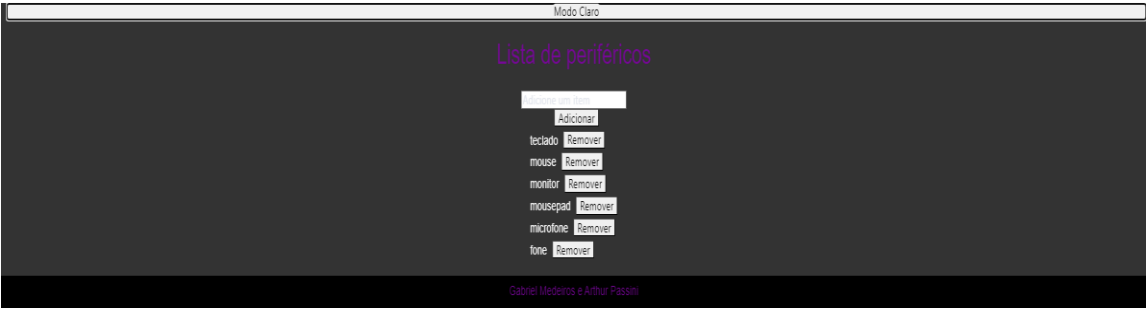 Modo Claro
Lista de periféricos
Adicione um item
Adicionar
teclado Remover
mouse Remover
monitor Remover
mousepad Remover
microfone Remover
fone Remover
Gabriel Medeiros e Arthur Passini